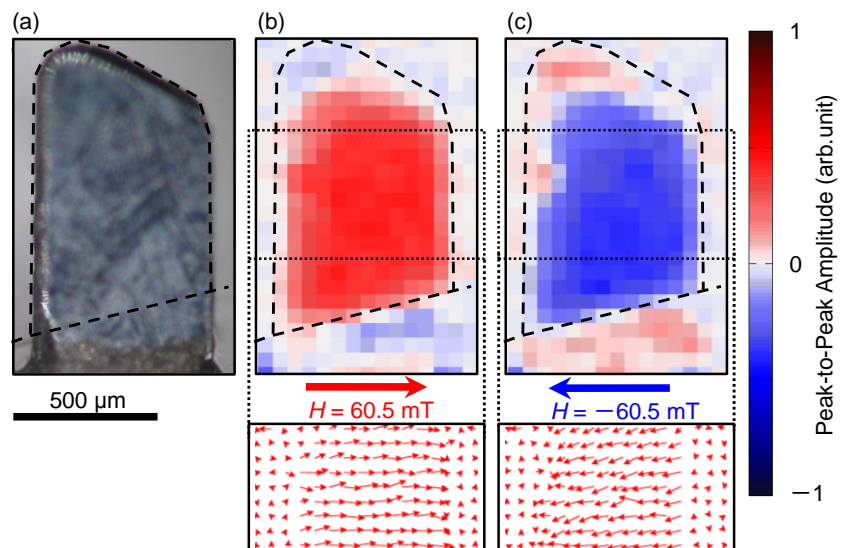 (a)
(b)
(c)
500 μm
H = 60.5 mT
H = −60.5 mT
1
0
−1
Peak-to-Peak Amplitude (arb.unit)